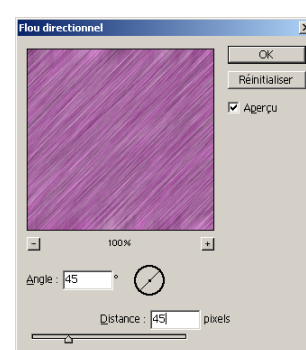 Flou directionnel
OK
Réinitialiser
Aperçu
100%
Angle : 45 °
Distance : 45 pixels